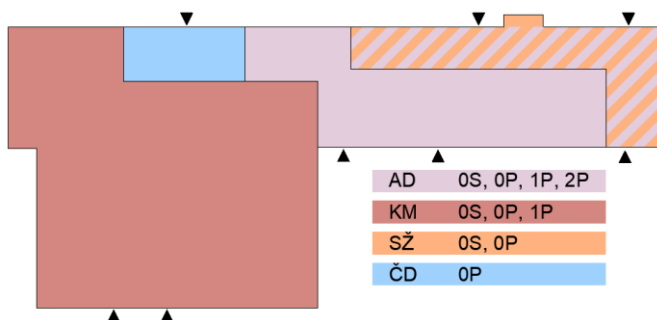 AD 0S, 0P, 1P, 2P
KM 0S, 0P, 1P
SŽ 0S, 0P
ČD 0P